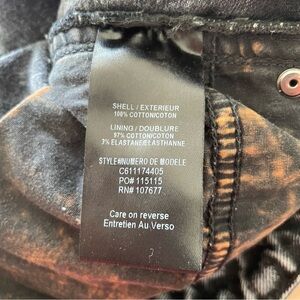 SHELL / EXTERIEUR
100% COTTON/COTON
LINING / DOUBLURE
97% COTTON/COTON
3% ELASTANE/ELASTHANNE
STYLE#NUMERO DE MODELE
C611174405
PO# 115115
RN# 107677
Care on reverse
Entretien Au Verso